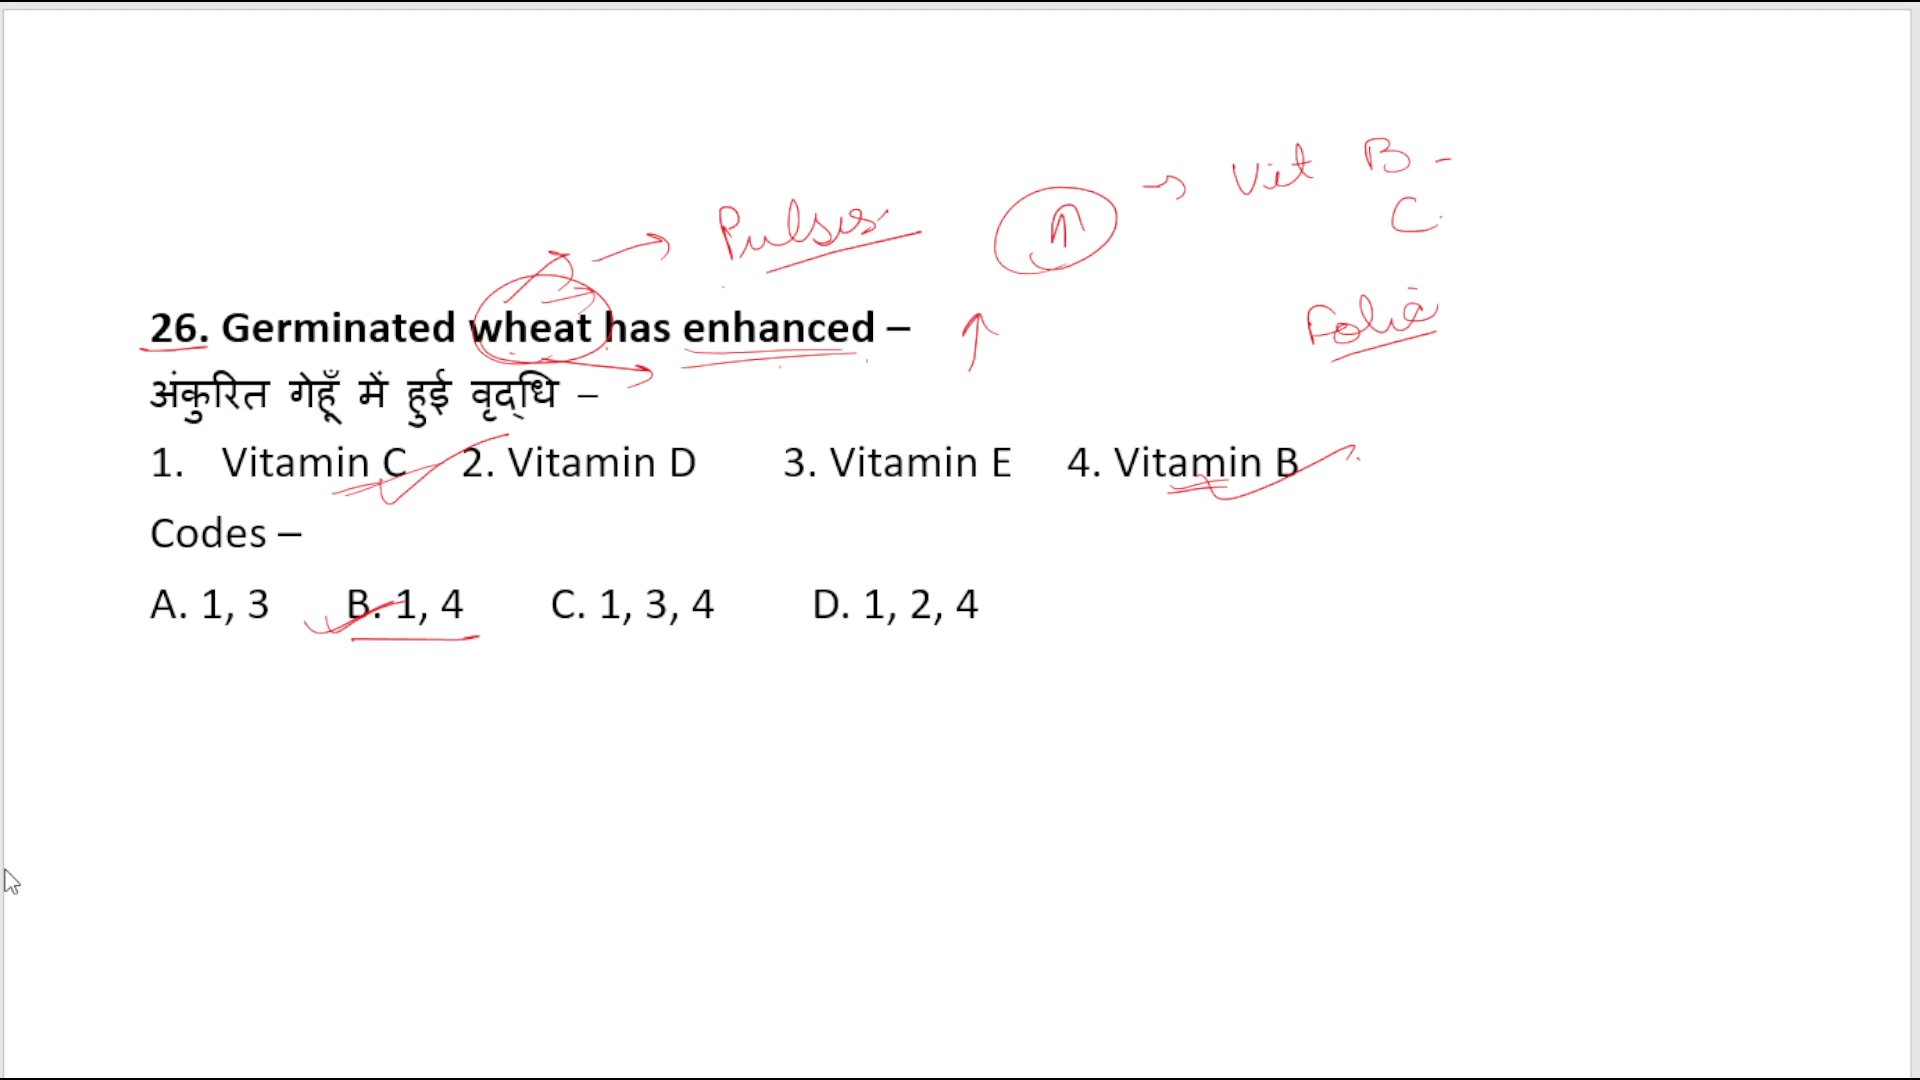 Vit B -
C.
Pulses
Folic
26. Germinated wheat has enhanced –
अंकुरित गेहूँ में हुई वृद्धि –
1. Vitamin C 2. Vitamin D 3. Vitamin E 4. Vitamin B
Codes –
A. 1, 3 B. 1, 4 C. 1, 3, 4 D. 1, 2, 4